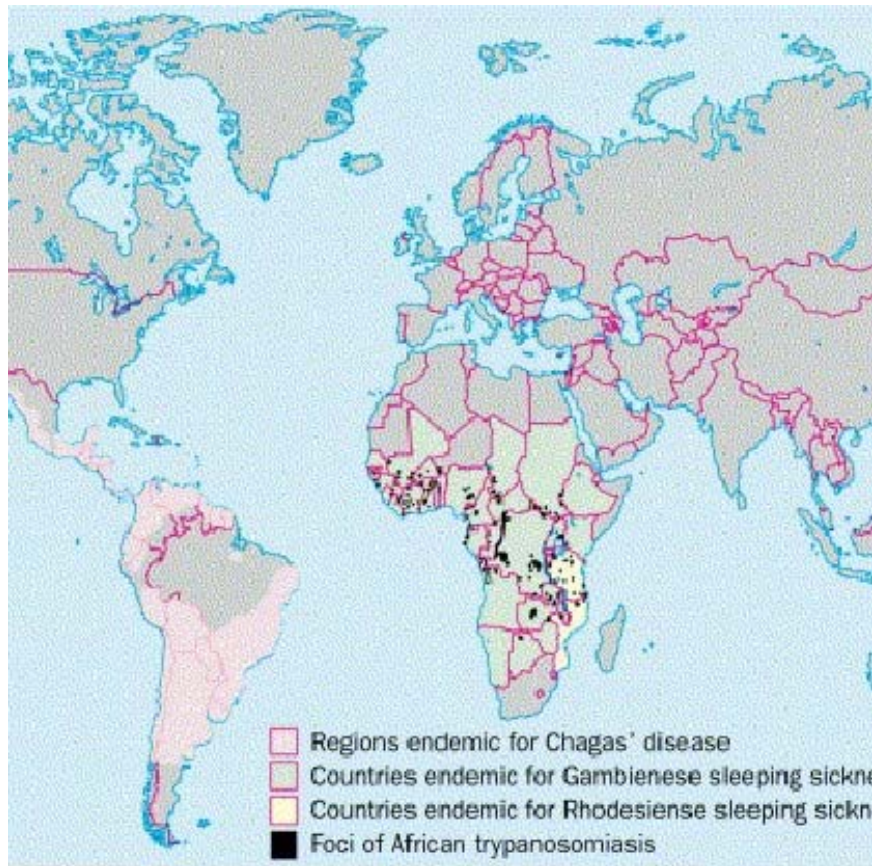 Regions endemic for Chagas' disease
Countries endemic for Gambienese sleeping sickne
Countries endemic for Rhodesiense sleeping sickn
Foci of African trypanosomiasis